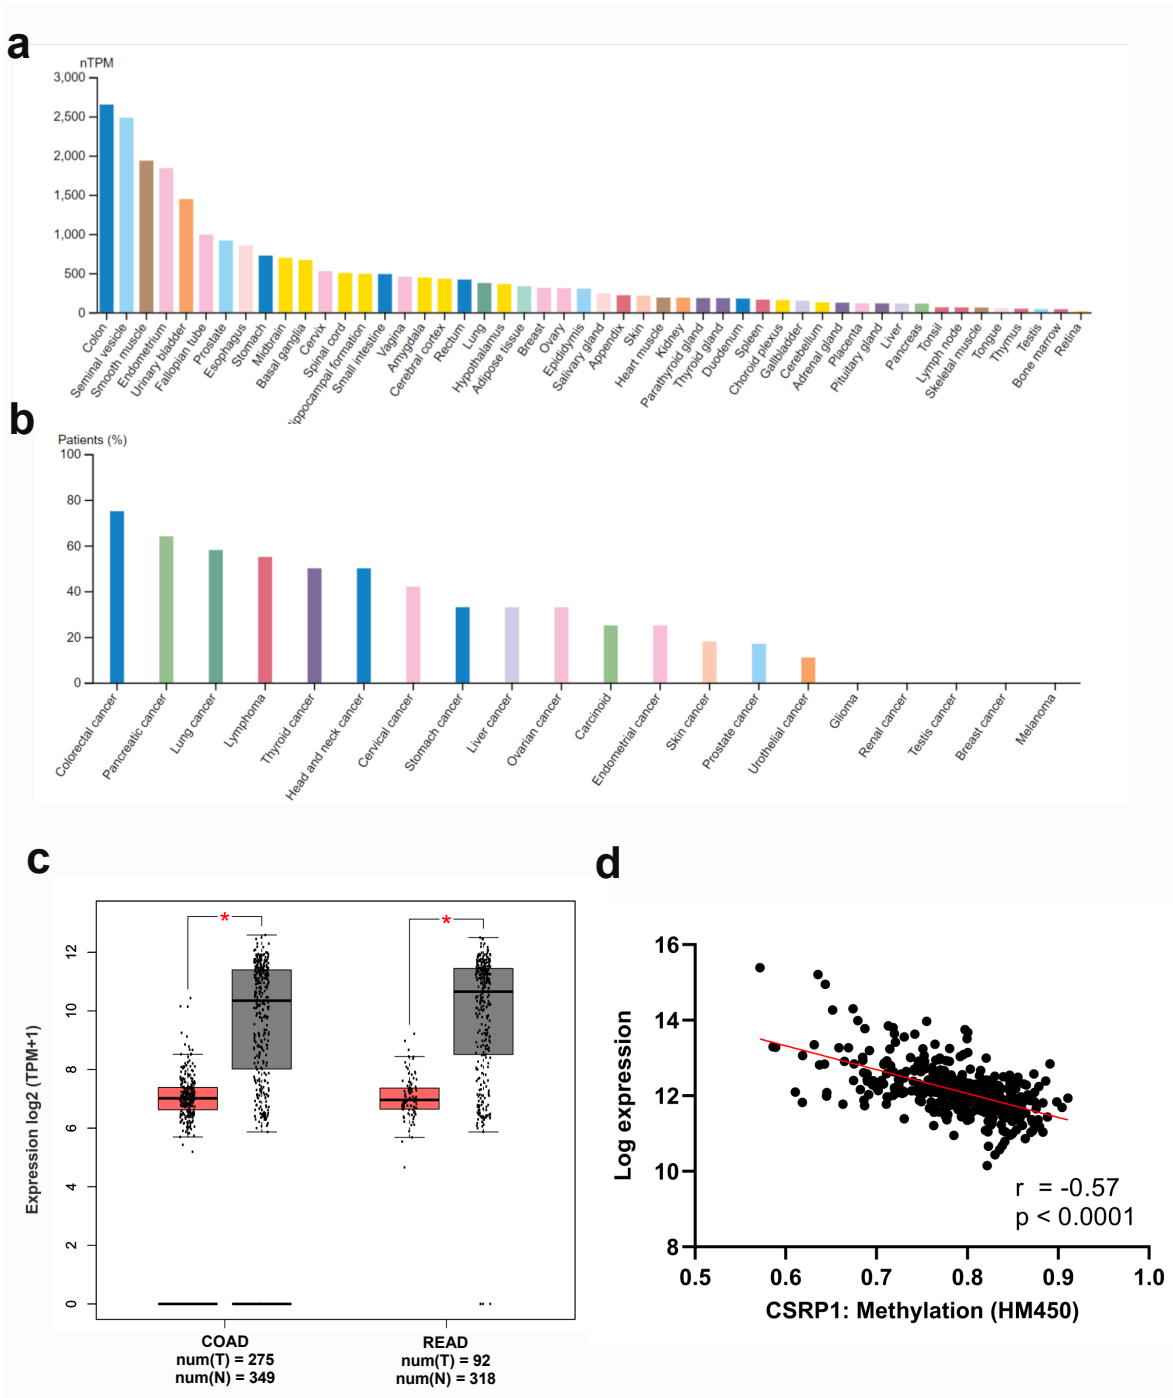 a
nTPM
3,000
2,500
2,000
1,500
1,000
500
0
Colon
Seminal vesicle
Smooth muscle
Endometrium
Urinary bladder
Fallopian tube
Prostate
Esophagus
Stomach
Midbrain
Basal ganglia
Cervix
Spinal cord
ippocampal formation
Small intestine
Vagina
Amygdala
Cerebral cortex
Rectum
Lung
Hypothalamus
Adipose tissue
Breast
Ovary
Epididymis
Salivary gland
Appendix
Skin
Heart muscle
Kidney
Parathyroid gland
Thyroid gland
Duodenum
Spleen
Choroid plexus
Gallbladder
Cerebellum
Adrenal gland
Placenta
Pituitary gland
Liver
Pancreas
Tonsil
Lymph node
Skeletal muscle
Tongue
Thymus
Testis
Bone marrow
Retina
b
Patients (%)
100
80
60
40
20
0
Colorectal cancer
Pancreatic cancer
Lung cancer
Lymphoma
Thyroid cancer
Head and neck cancer
Cervical cancer
Stomach cancer
Liver cancer
Ovarian cancer
Carcinoid
Endometrial cancer
Skin cancer
Prostate cancer
Urothelial cancer
Glioma
Renal cancer
Testis cancer
Breast cancer
Melanoma
c
Expression log2 (TPM+1)
12
10
8
6
4
2
0
*
*
COAD
num(T) = 275
num(N) = 349
READ
num(T) = 92
num(N) = 318
d
Log expression
16
14
12
10
8
r = -0.57
p < 0.0001
0.5 0.6 0.7 0.8 0.9 1.0
CSRP1: Methylation (HM450)